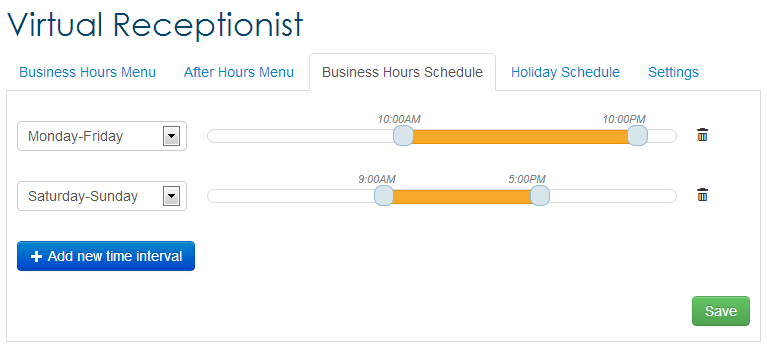 Virtual Receptionist
Business Hours Menu After Hours Menu Business Hours Schedule Holiday Schedule Settings
10:00AM 10:00PM
Monday-Friday
9:00AM 5:00PM
Saturday-Sunday
+ Add new time interval
Save